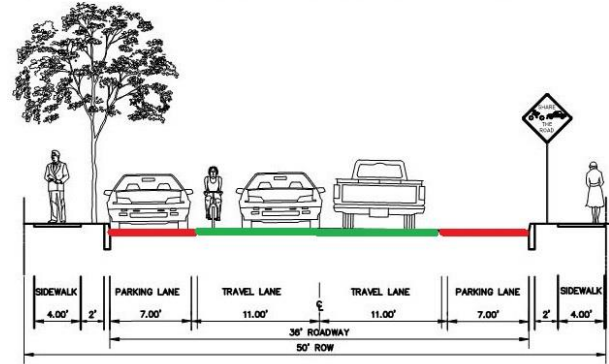 SHARE
THE
ROAD
SIDEWALK
PARKING LANE
TRAVEL LANE
℄
TRAVEL LANE
PARKING LANE
SIDEWALK
4.00'
2'
7.00'
11.00'
11.00'
7.00'
2'
4.00'
36' ROADWAY
50' ROW